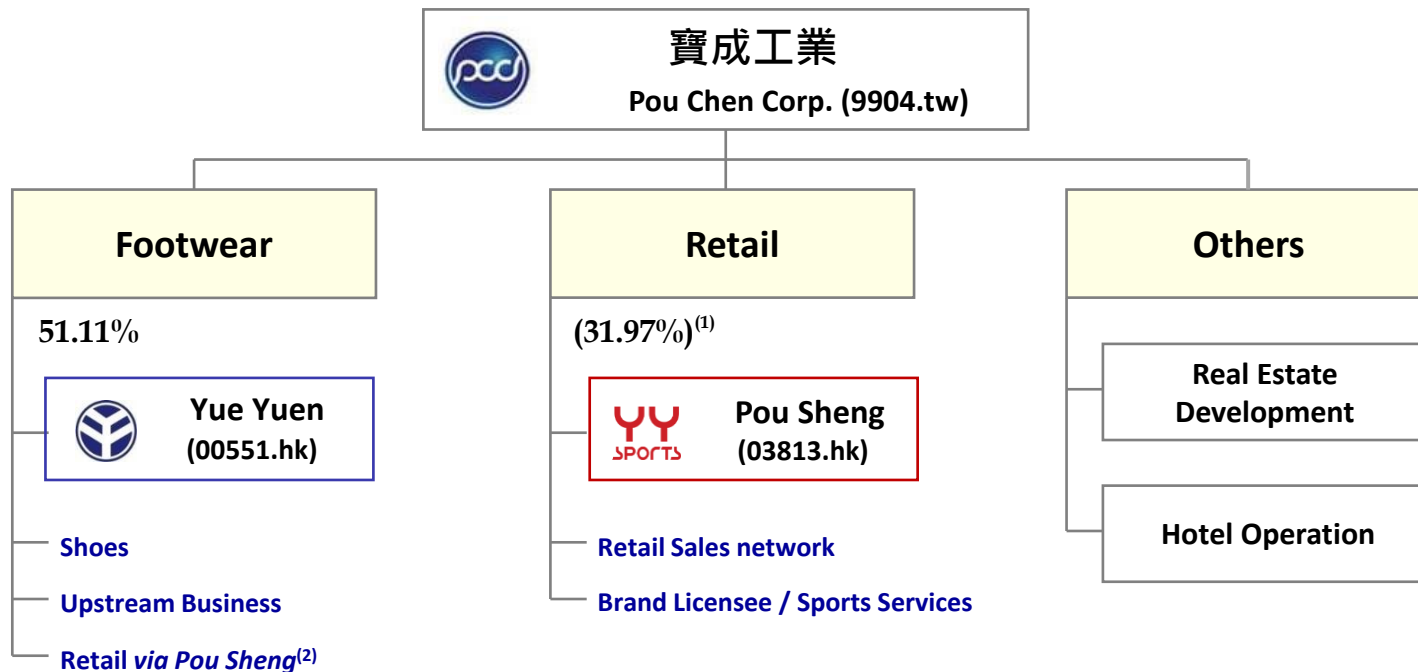 pcc
寶成工業
Pou Chen Corp. (9904.tw)
Footwear
Retail
Others
51.11%
(31.97%)(1)
Yue Yuen
(00551.hk)
YY
SPORTS
Pou Sheng
(03813.hk)
Real Estate
Development
Hotel Operation
Shoes
Upstream Business
Retail via Pou Sheng(2)
Retail Sales network
Brand Licensee / Sports Services